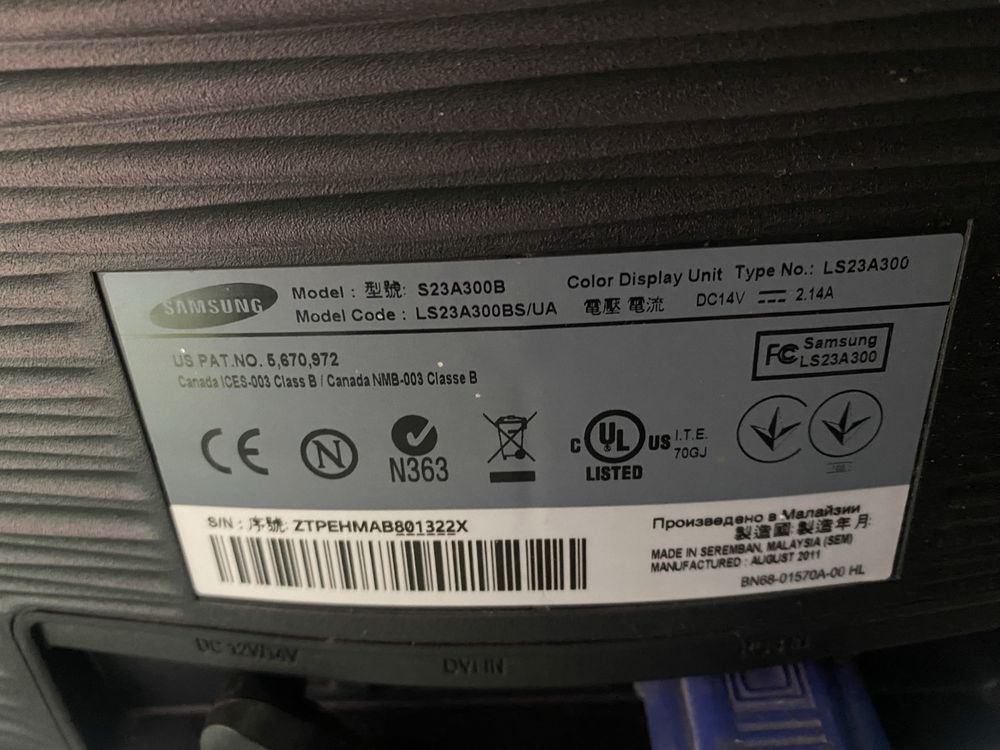 SAMSUNG
Model : 型號: S23A300B
Model Code : LS23A300BS/UA
Color Display Unit Type No.: LS23A300
電壓 電流 DC14V 2.14A
US PAT.NO. 5,670,972
Canada ICES-003 Class B / Canada NMB-003 Classe B
FC Samsung
LS23A300
CE
N
N363
C UL US
LISTED
I.T.E.
70GJ
S/N : 序號: ZTPEHMAB801322X
Произведено в Малайзии
製造國 製造年月:
MADE IN SEREMBAN, MALAYSIA (SEM)
MANUFACTURED : AUGUST 2011
BN68-01570A-00 HL
DC 12V/14V
DVI IN